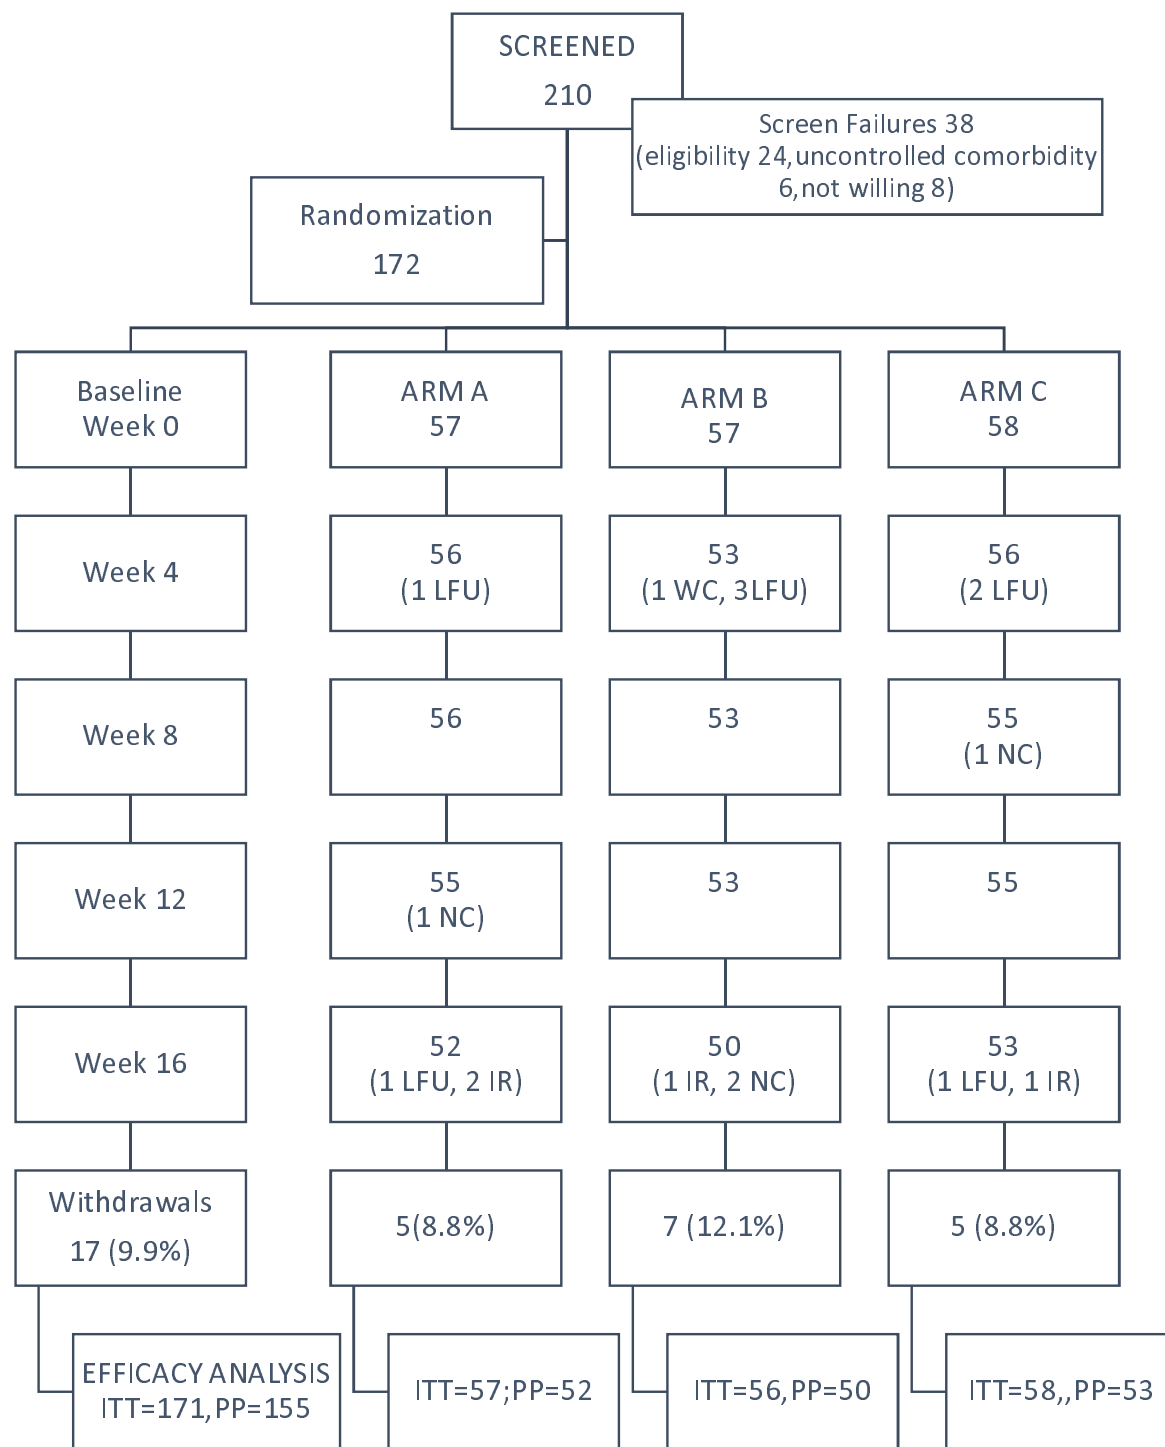 SCREENED
210
Screen Failures 38
(eligibility 24,uncontrolled comorbidity
6,not willing 8)
Randomization
172
Baseline
Week 0
ARM A
57
ARM B
57
ARM C
58
Week 4
56
(1 LFU)
53
(1 WC, 3LFU)
56
(2 LFU)
Week 8
56
53
55
(1 NC)
Week 12
55
(1 NC)
53
55
Week 16
52
(1 LFU, 2 IR)
50
(1 IR, 2 NC)
53
(1 LFU, 1 IR)
Withdrawals
17 (9.9%)
5(8.8%)
7 (12.1%)
5 (8.8%)
EFFICACY ANALYSIS
ITT=171,PP=155
ITT=57;PP=52
ITT=56,PP=50
ITT=58,,PP=53